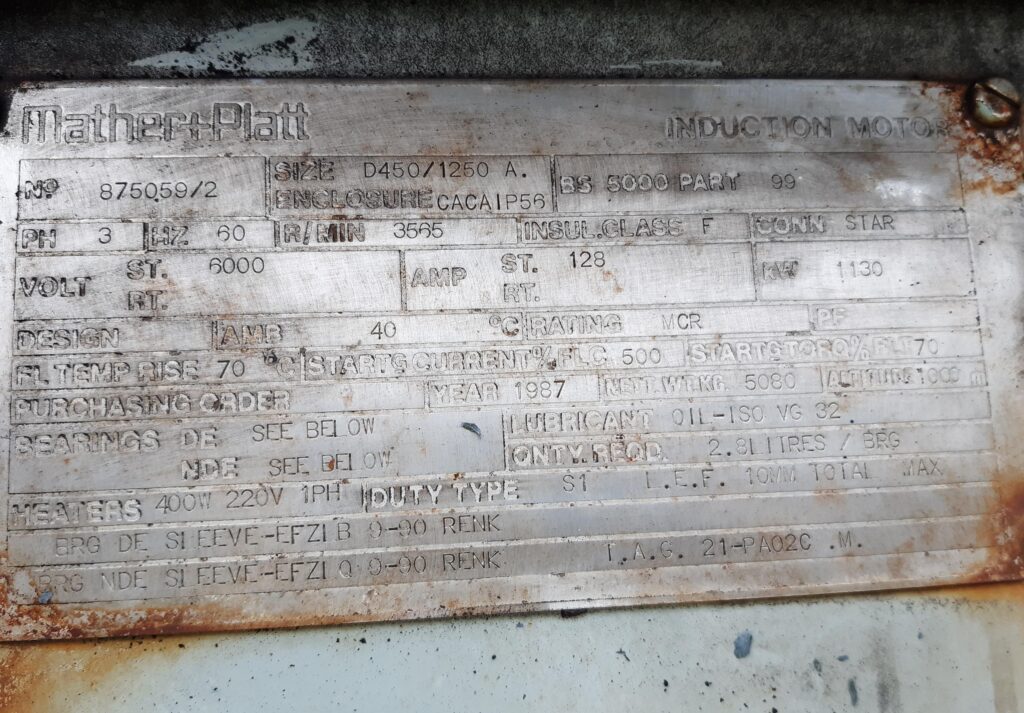 Mather+Platt INDUCTION MOTOR
Nº 875059/2 SIZE D450/1250 A. BS 5000 PART 99
ENCLOSURE CACA IP56
PH 3 HZ 60 R/MIN 3565 INSUL.CLASS F CONN STAR
VOLT ST. 6000 AMP ST. 128 KW 1130
RT. RT.
DESIGN AMB 40 ºC RATING MCR PF
FL TEMP RISE 70 ºC STARTG CURRENT % FLC 500 STARTG TORQ % FLT 70
PURCHASING ORDER YEAR 1987 NETT. WT.KG. 5080 ALTITUDE 1000 m
BEARINGS DE SEE BELOW LUBRICANT OIL-ISO VG 32
NDE SEE BELOW QNTY. REQD. 2.8LITRES / BRG
HEATERS 400W 220V 1PH DUTY TYPE S1 L.E.F. 10MM TOTAL MAX
BRG DE SLEEVE-EFZLB 9-90 RENK
BRG NDE SLEEVE-EFZLQ 9-90 RENK T.A.G. 21-PA02C .M.